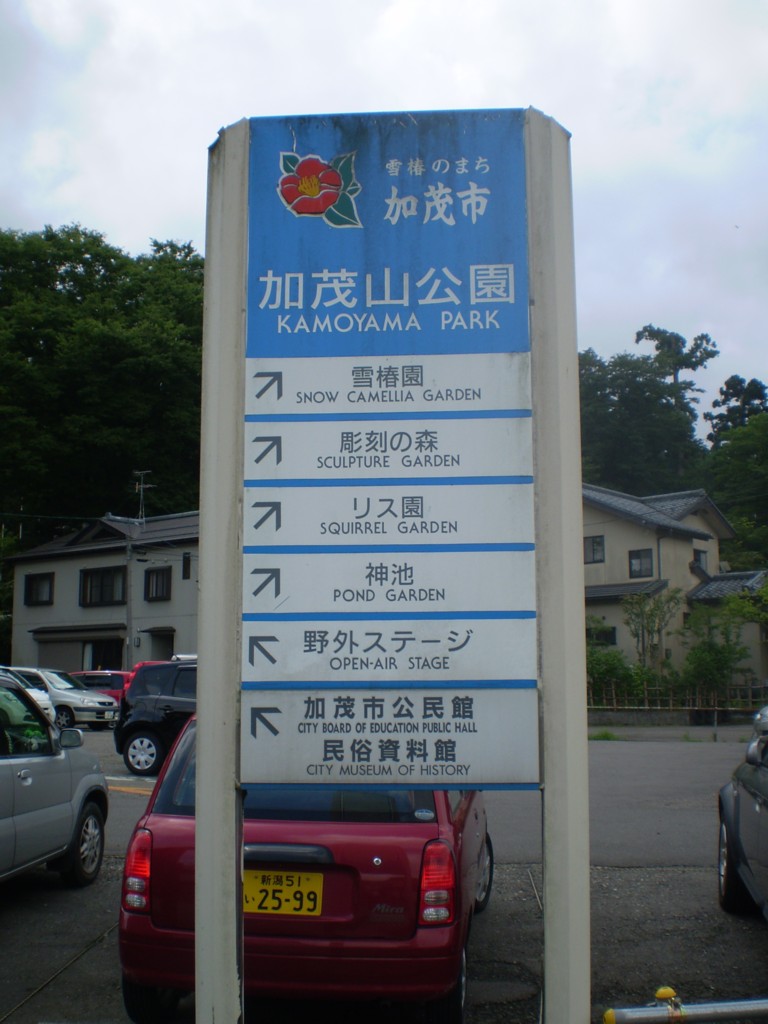 雪椿のまち
加茂市
加茂山公園
KAMOYAMA PARK
雪椿園
SNOW CAMELLIA GARDEN
彫刻の森
SCULPTURE GARDEN
リス園
SQUIRREL GARDEN
神池
POND GARDEN
野外ステージ
OPEN-AIR STAGE
加茂市公民館
CITY BOARD OF EDUCATION PUBLIC HALL
民俗資料館
CITY MUSEUM OF HISTORY
新潟 51
い 25-99
Mira